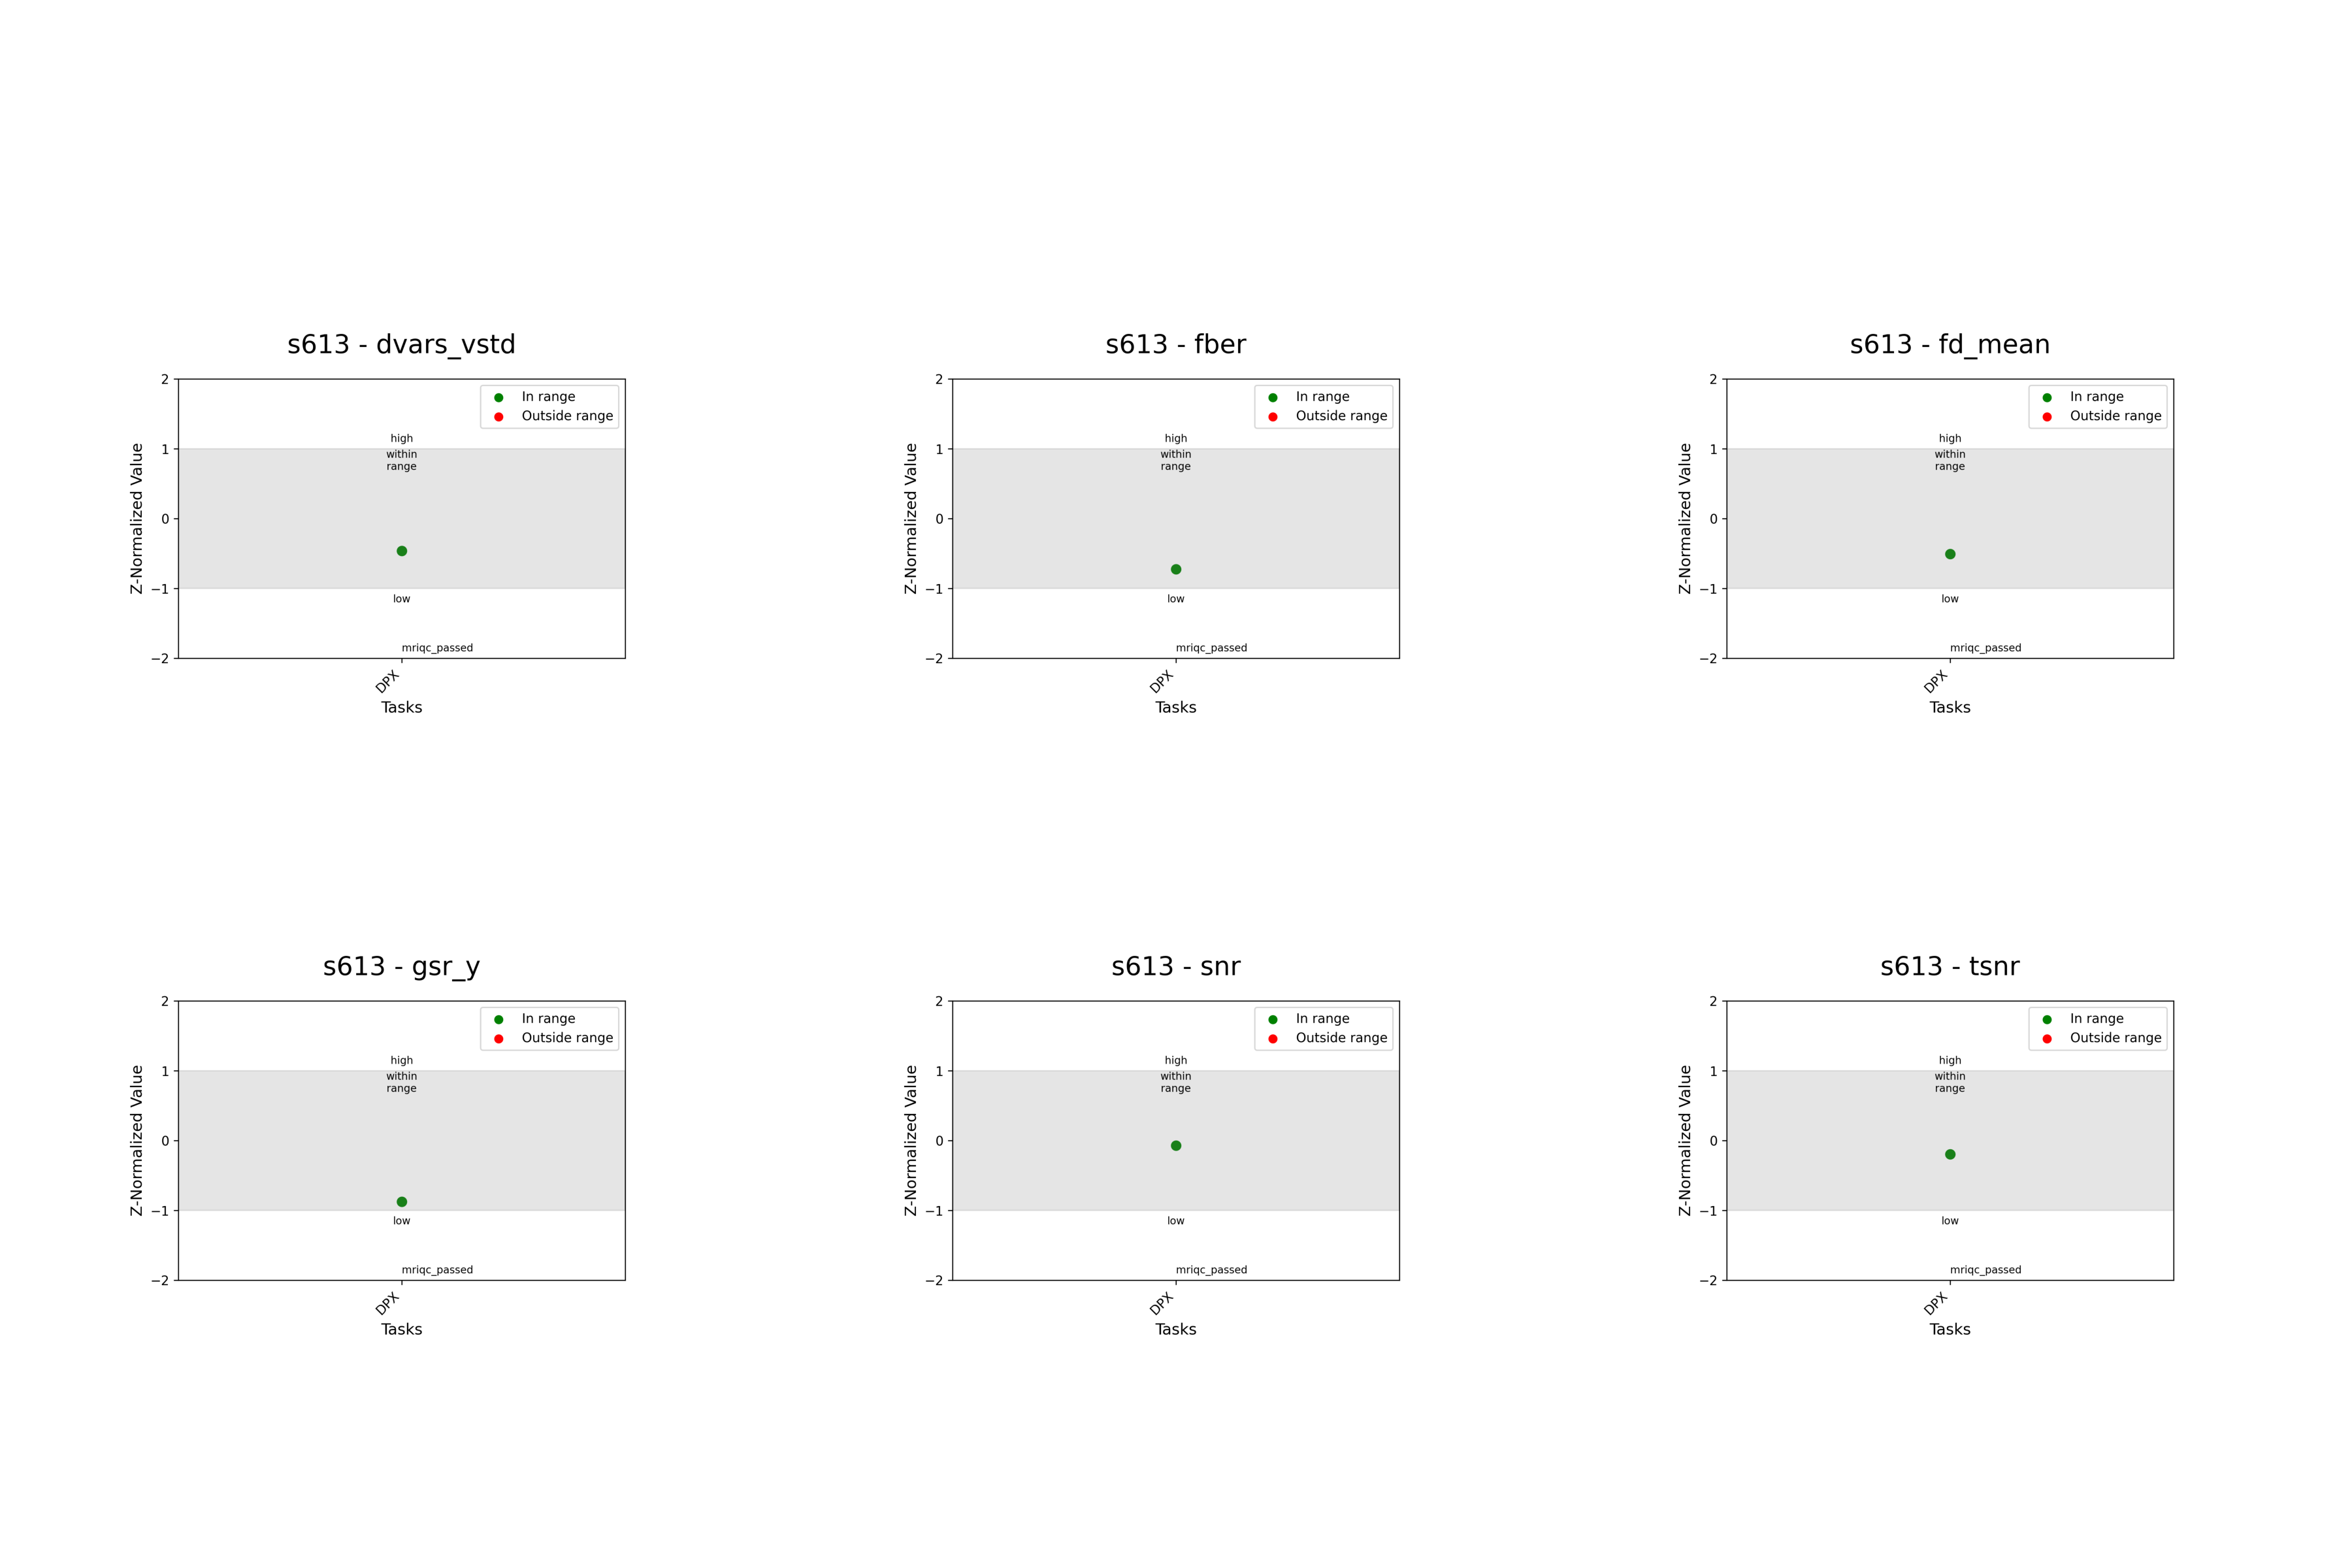 s613 - dvars_vstd
2
In range
Outside range
high
1
within
range
Z-Normalized Value
0
−1
low
mriqc_passed
−2
DPX
Tasks
s613 - fber
2
In range
Outside range
high
1
within
range
Z-Normalized Value
0
−1
low
mriqc_passed
−2
DPX
Tasks
s613 - fd_mean
2
In range
Outside range
high
1
within
range
Z-Normalized Value
0
−1
low
mriqc_passed
−2
DPX
Tasks
s613 - gsr_y
2
In range
Outside range
high
1
within
range
Z-Normalized Value
0
−1
low
mriqc_passed
−2
DPX
Tasks
s613 - snr
2
In range
Outside range
high
1
within
range
Z-Normalized Value
0
−1
low
mriqc_passed
−2
DPX
Tasks
s613 - tsnr
2
In range
Outside range
high
1
within
range
Z-Normalized Value
0
−1
low
mriqc_passed
−2
DPX
Tasks